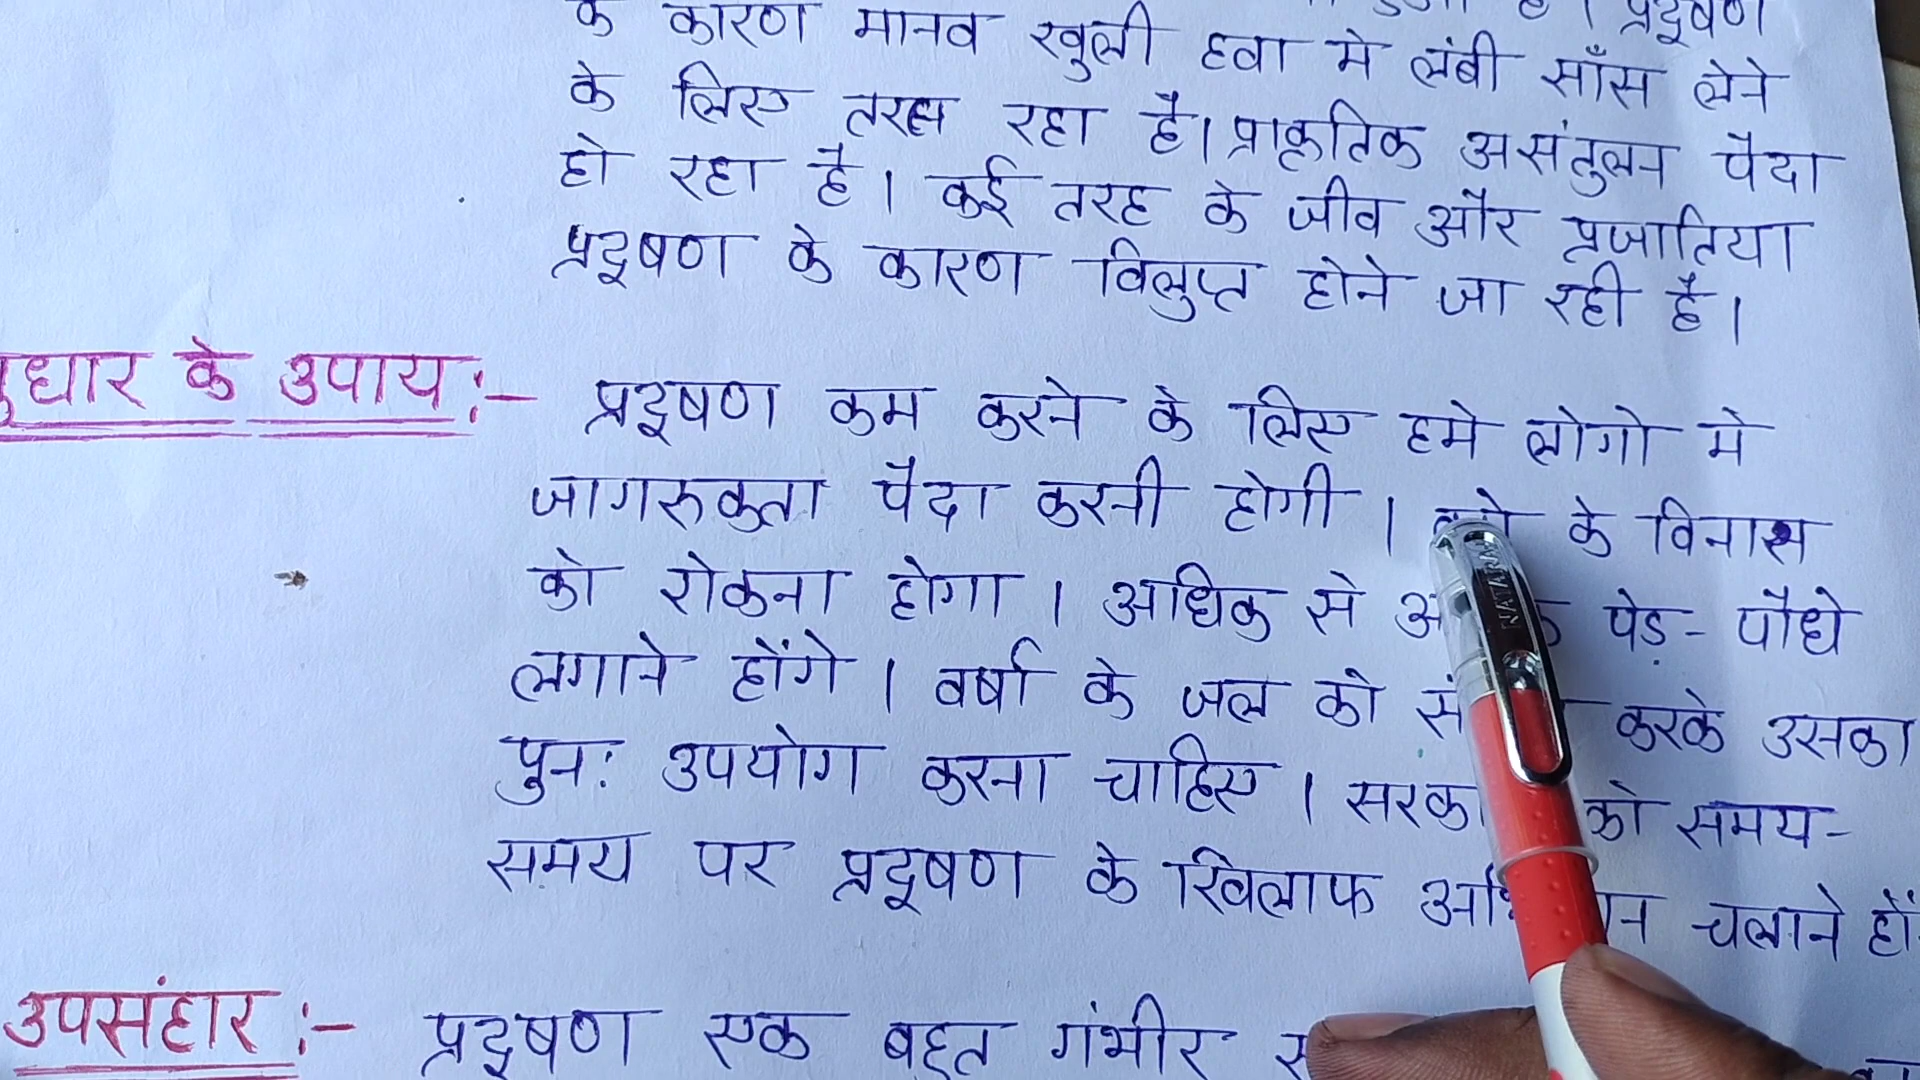 के कारण मानव खुली हवा मे लंबी साँस लेने
के लिए तरस रहा है। प्राकृतिक असंतुलन पैदा
हो रहा है। कई तरह के जीव और प्रजातिया
प्रदूषण के कारण विलुप्त होने जा रही है।
सुधार के उपाय :- प्रदूषण कम करने के लिए हमे लोगो मे
जागरुकता पैदा करनी होगी । के विनास
को रोकना होगा । अधिक से पेड़ - पौधे
लगाने होंगे । वर्षा के जल को करके उसका
पुनः उपयोग करना चाहिए । को समय -
समय पर प्रदूषण के खिलाफ चलाने
उपसंहार :- प्रदूषण एक बहुत गंभीर